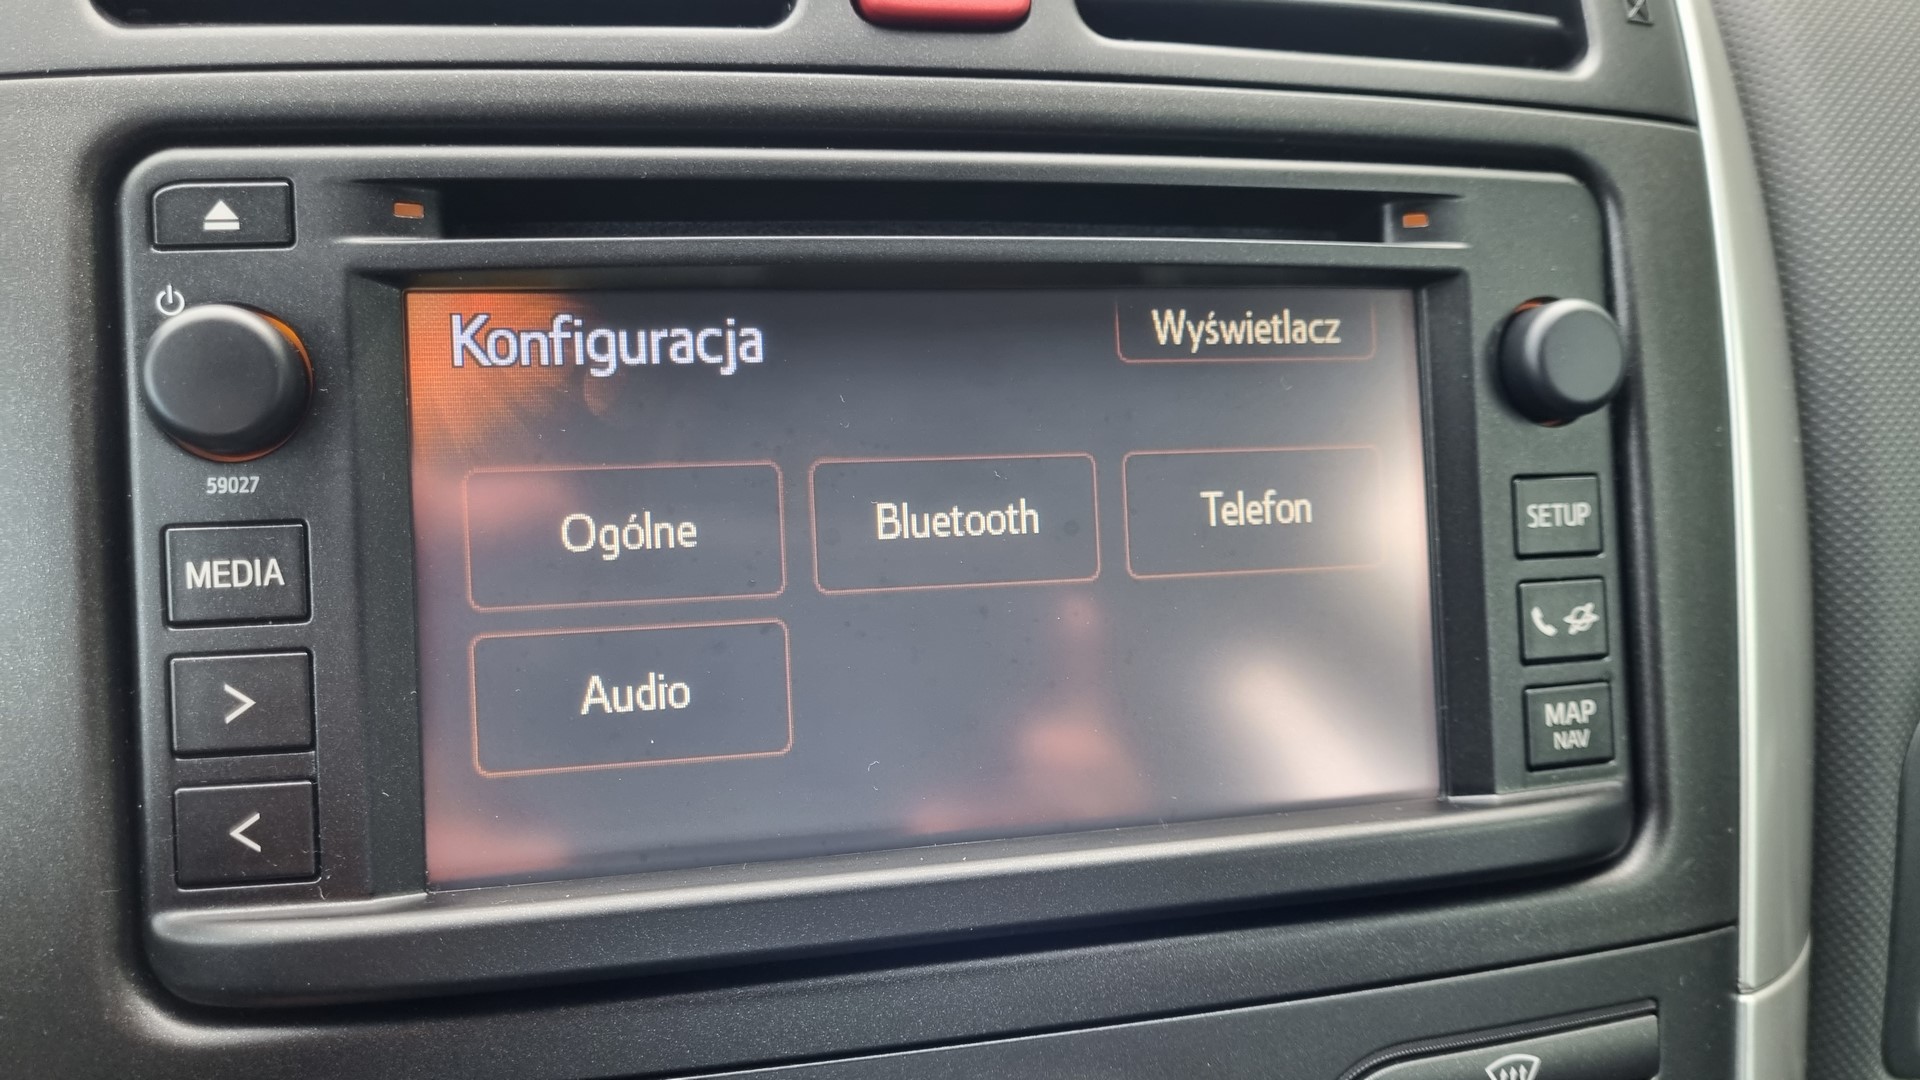 Konfiguracja
Wyświetlacz
Ogólne
Bluetooth
Telefon
Audio
59027
MEDIA
>
<
SETUP
MAP
NAV